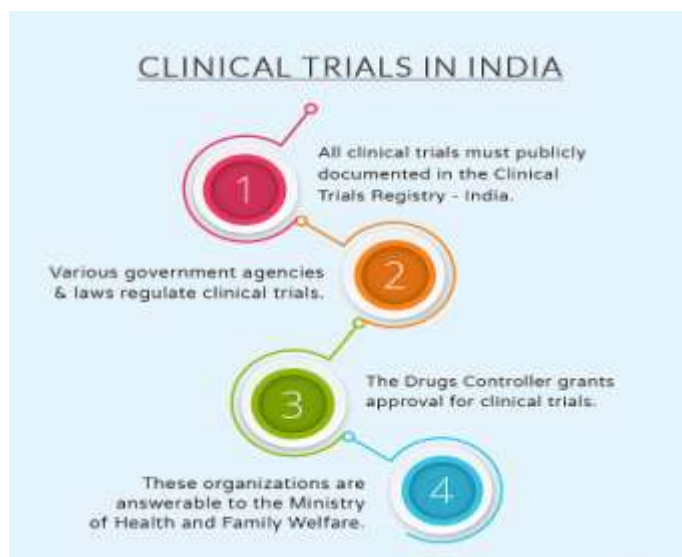 CLINICAL TRIALS IN INDIA
1
All clinical trials must publicly
documented in the Clinical
Trials Registry - India.
2
Various government agencies
& laws regulate clinical trials.
3
The Drugs Controller grants
approval for clinical trials.
4
These organizations are
answerable to the Ministry
of Health and Family Welfare.